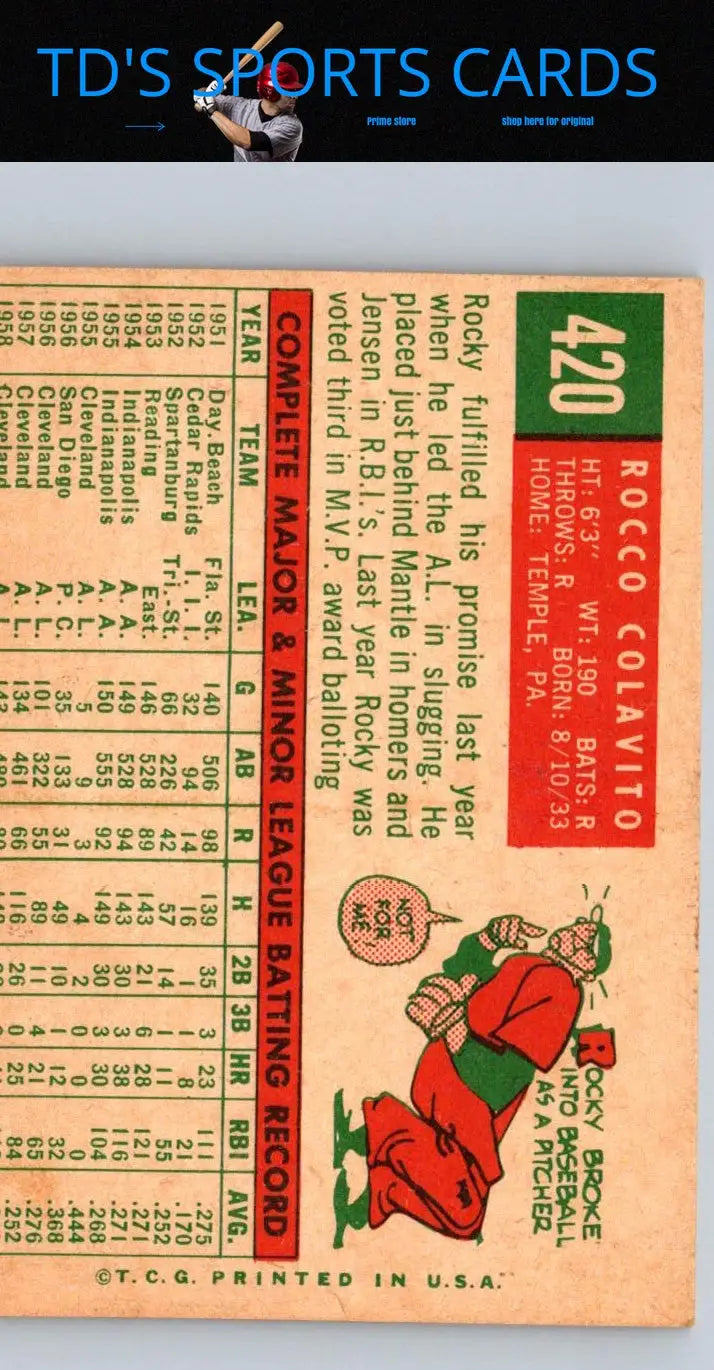 TD'S SPORTS CARDS
Prime store
shop here for original
420
ROCCO COLAVITO
HT: 6'3" WT: 190 BATS: R
THROWS: R BORN: 8/10/33
HOME: TEMPLE, PA.
Rocky fulfilled his promise last year
when he led the A.L. in slugging. He
placed just behind Mantle in homers and
Jensen in R.B.I.'s. Last year Rocky was
voted third in M.V.P. award balloting
ROCKY BROKE
INTO BASEBALL
AS A PITCHER
NOT
FOR
ME!
COMPLETE MAJOR & MINOR LEAGUE BATTING RECORD
YEAR TEAM LEA. G AB R H 2B 3B HR RBI AVG.
1951 Day. Beach Fla. St. 140 506 98 139 35 3 23 111 .275
1952 Cedar Rapids I. I. I. 32 94 14 16 1 1 8 21 .170
1952 Spartanburg Tri.-St. 66 226 42 57 14 1 11 55 .252
1953 Reading East. 146 528 89 143 21 6 28 121 .271
1954 Indianapolis A. A. 149 528 94 143 30 3 38 116 .271
1955 Indianapolis A. A. 150 555 92 149 30 3 30 104 .268
1955 Cleveland A. L. 5 9 3 4 2 0 0 0 .444
1956 San Diego P. C. 35 133 31 49 10 1 12 32 .368
1956 Cleveland A. L. 101 322 55 89 11 4 21 65 .276
1957 Cleveland A. L. 134 461 66 116 26 0 25 84 .252
1958 Cleveland A. L.
©T.C.G. PRINTED IN U.S.A.